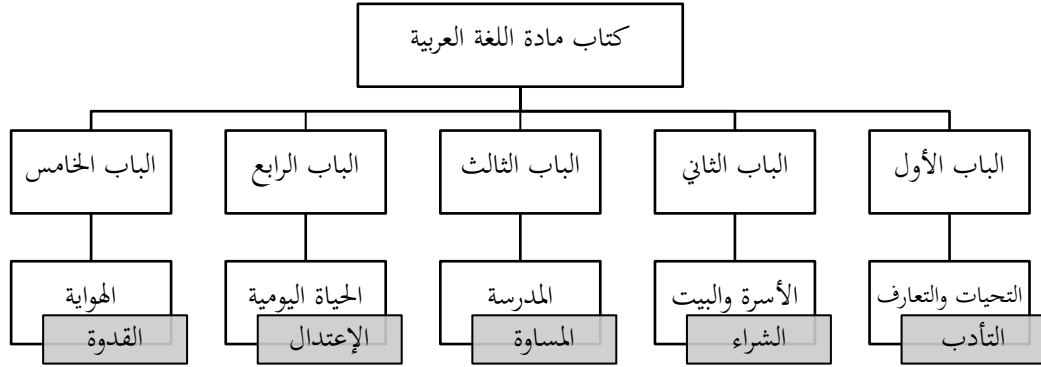 كتاب مادة اللغة العربية
الباب الأول
الباب الثاني
الباب الثالث
الباب الرابع
الباب الخامس
التحيات والتعارف
الأسرة والبيت
المدرسة
الحياة اليومية
الهواية
التأدب
الشراء
المساوة
الإعتدال
القدوة